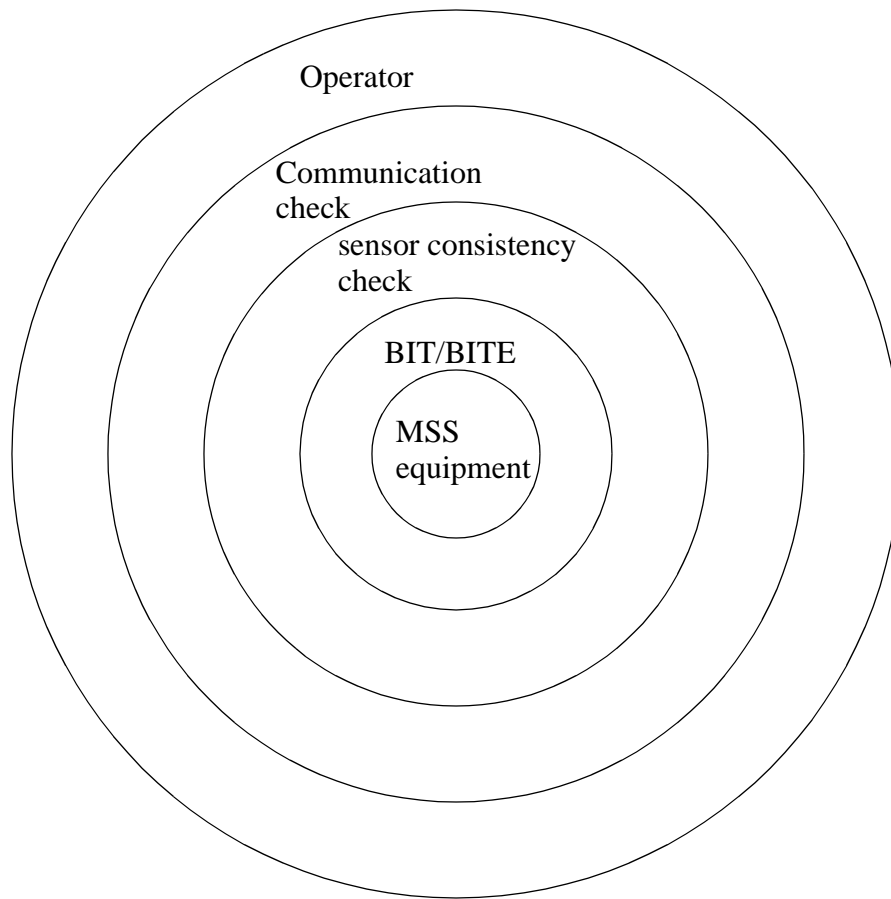 Operator
Communication
check
sensor consistency
check
BIT/BITE
MSS
equipment